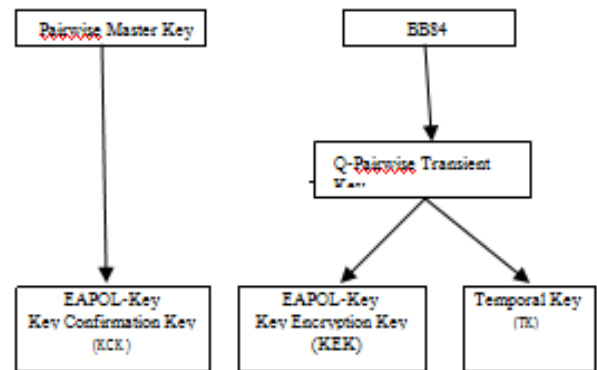 Pairwise Master Key
BB84
Q-Pairwise Transient
Key
EAPOL-Key
Key Confirmation Key
(KCK)
EAPOL-Key
Key Encryption Key
(KEK)
Temporal Key
(TK)